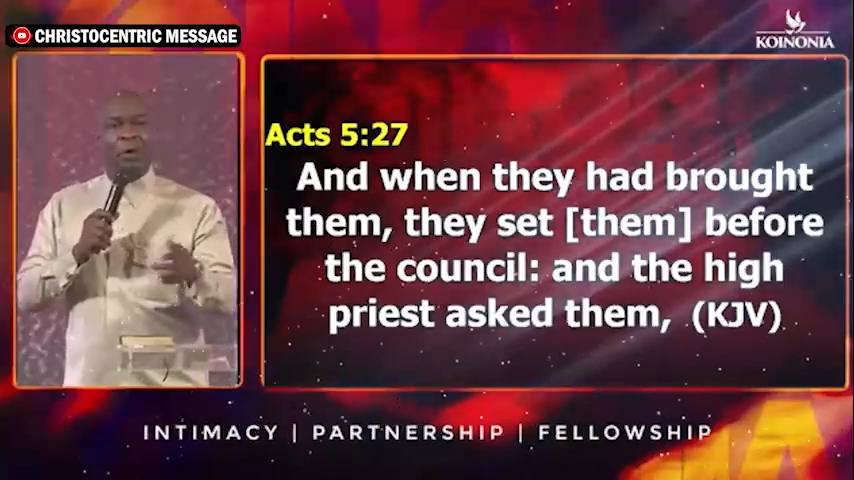 CHRISTOCENTRIC MESSAGE
KOINONIA
Acts 5:27
And when they had brought
them, they set [them] before
the council: and the high
priest asked them, (KJV)
INTIMACY | PARTNERSHIP | FELLOWSHIP